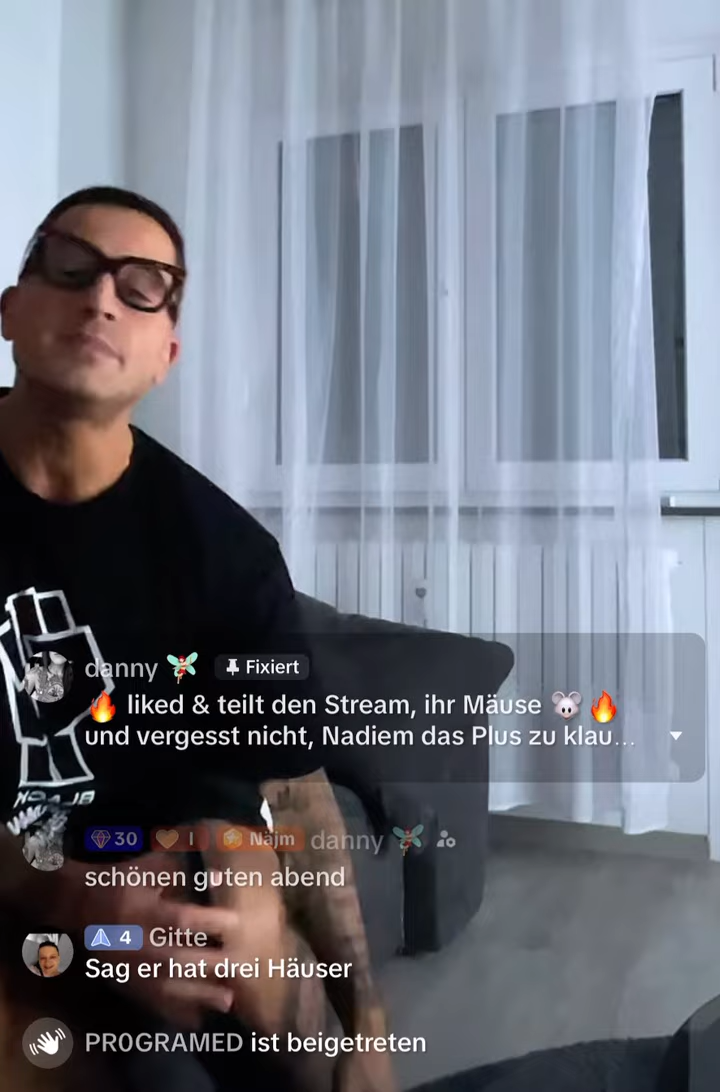 danny 🧚 Fixiert
🔥 liked & teilt den Stream, ihr Mäuse 🐭 🔥
und vergesst nicht, Nadiem das Plus zu klau...
30 I Najm danny 🧚
schönen guten abend
4 Gitte
Sag er hat drei Häuser
PR0GRAMED ist beigetreten